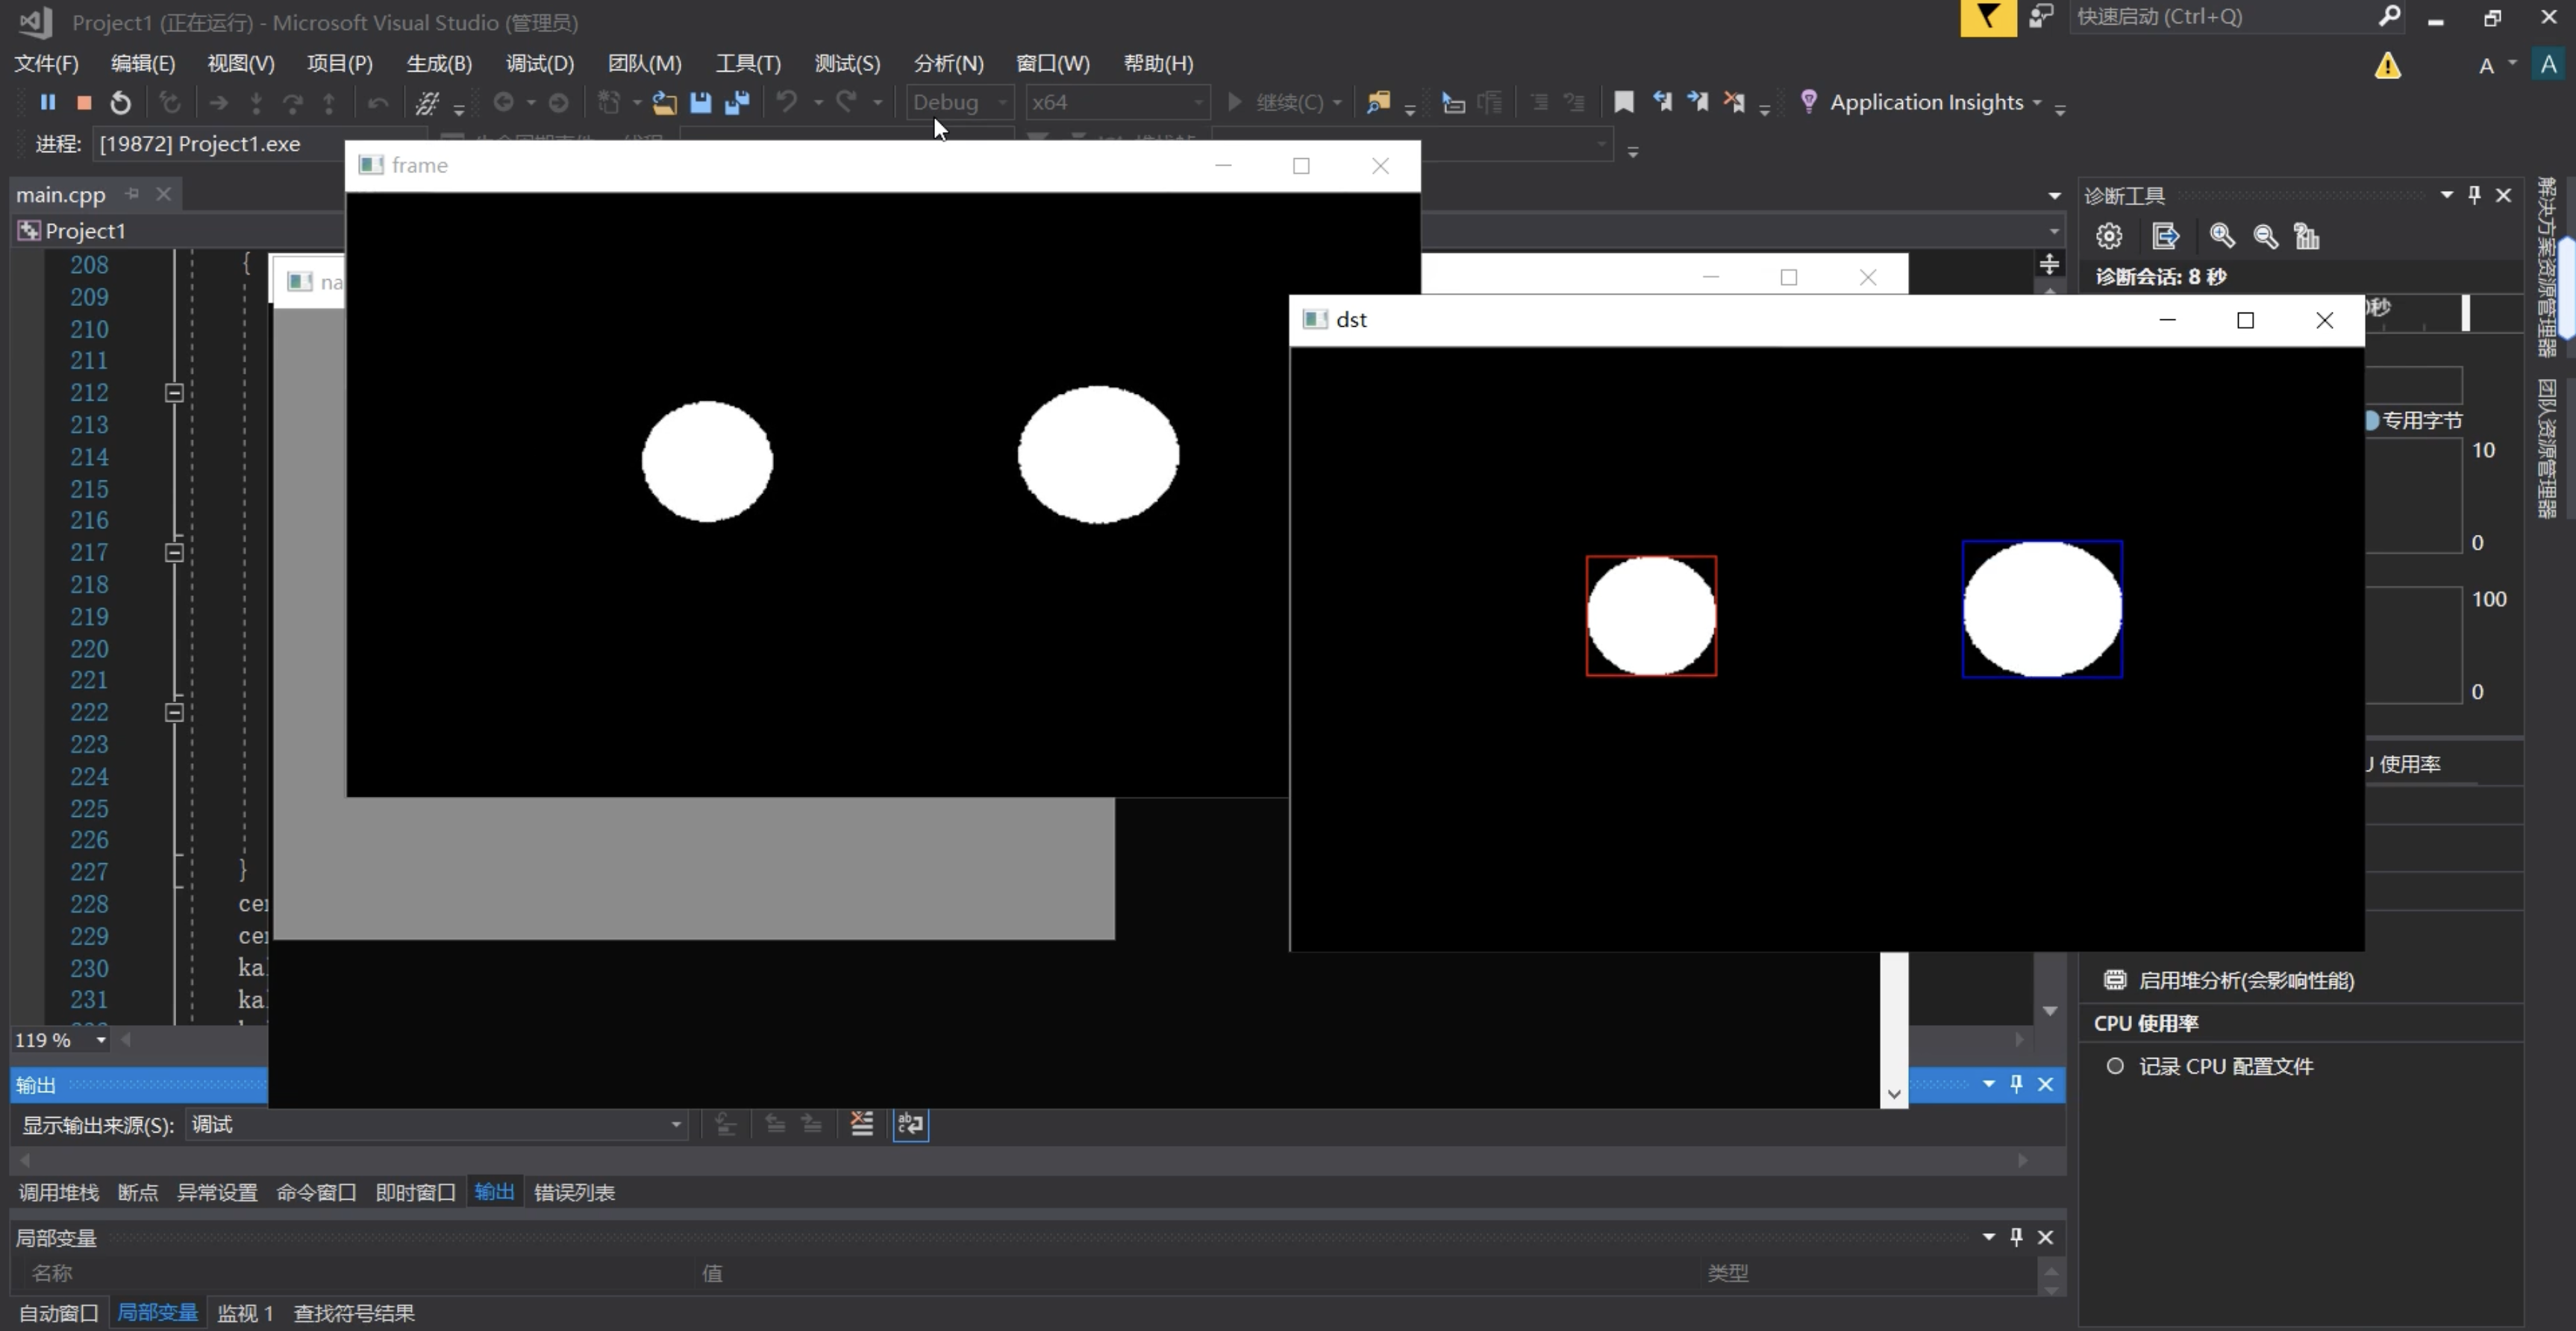 Project1 (正在运行) - Microsoft Visual Studio (管理员)
快速启动 (Ctrl+Q)
文件(F) 编辑(E) 视图(V) 项目(P) 生成(B) 调试(D) 团队(M) 工具(T) 测试(S) 分析(N) 窗口(W) 帮助(H)
A A
Debug x64 继续(C) Application Insights
进程: [19872] Project1.exe
frame
main.cpp
Project1
诊断工具
诊断会话: 8 秒
解决方案资源管理器
团队资源管理器
na
dst
秒
专用字节
10
0
100
0
使用率
208 {
209
210
211
212
213
214
215
216
217
218
219
220
221
222
223
224
225
226
227 }
228 cer
229 cer
230 kal
231 kal
119 %
启用堆分析(会影响性能)
CPU 使用率
记录 CPU 配置文件
输出
显示输出来源(S): 调试
调用堆栈 断点 异常设置 命令窗口 即时窗口 输出 错误列表
局部变量
名称 值 类型
自动窗口 局部变量 监视 1 查找符号结果